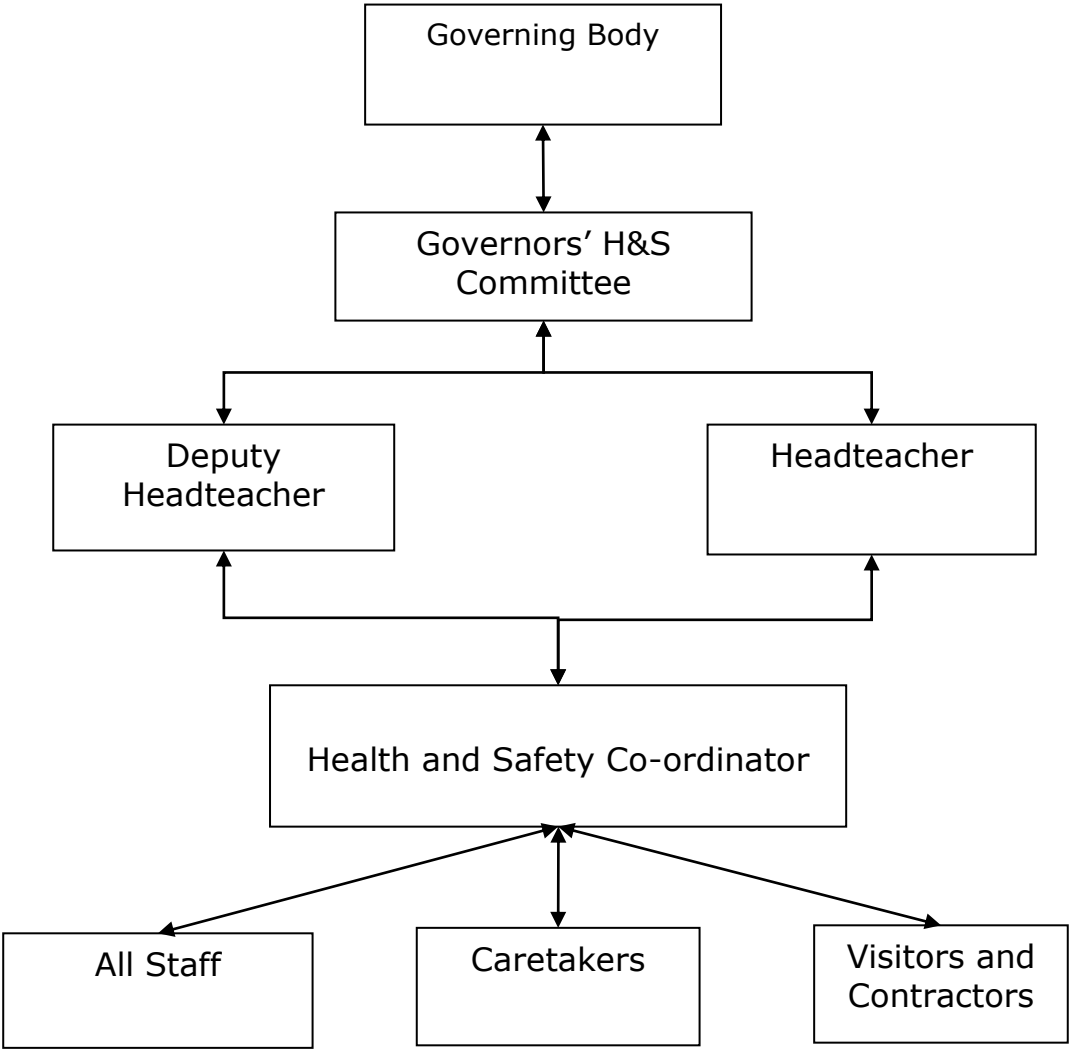 Governing Body
Governors’ H&S
Committee
Deputy
Headteacher
Headteacher
Health and Safety Co-ordinator
All Staff
Caretakers
Visitors and
Contractors